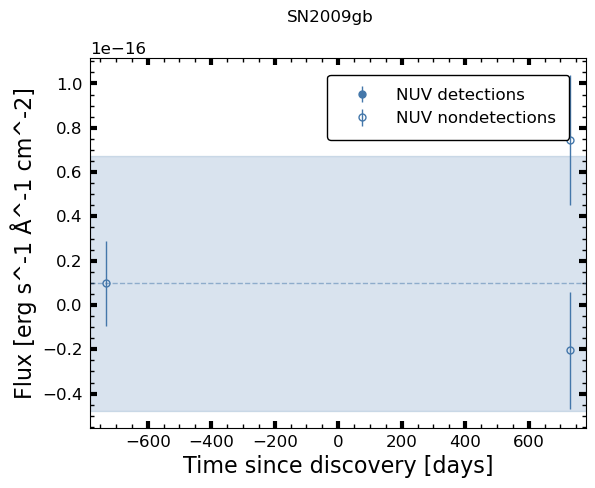 SN2009gb
1e−16
NUV detections
NUV nondetections
1.0
0.8
0.6
0.4
0.2
0.0
−0.2
−0.4
Flux [erg s^-1 Å^-1 cm^-2]
−600
−400
−200
0
200
400
600
Time since discovery [days]